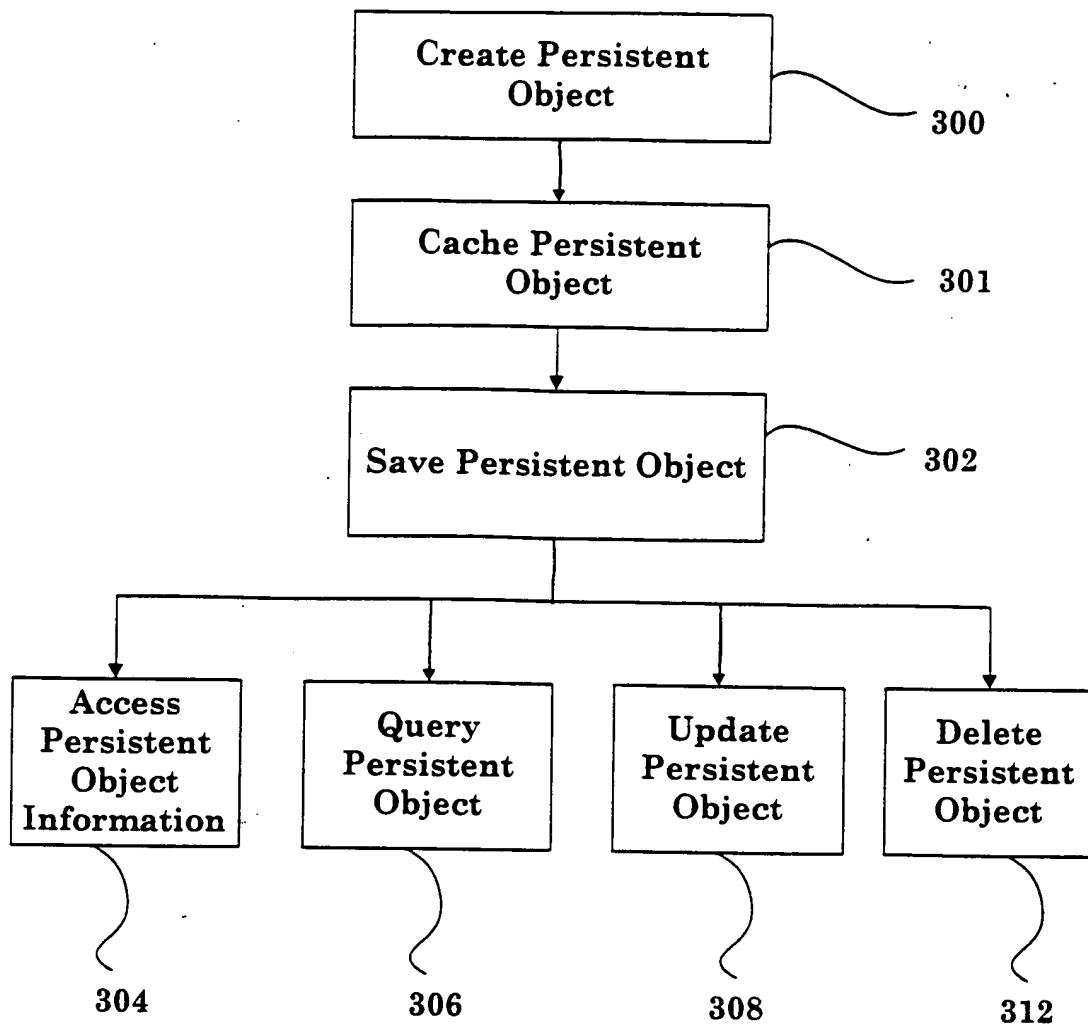 Create Persistent
Object
300
Cache Persistent
Object
301
Save Persistent Object
302
Access
Persistent
Object
Information
Query
Persistent
Object
Update
Persistent
Object
Delete
Persistent
Object
304
306
308
312